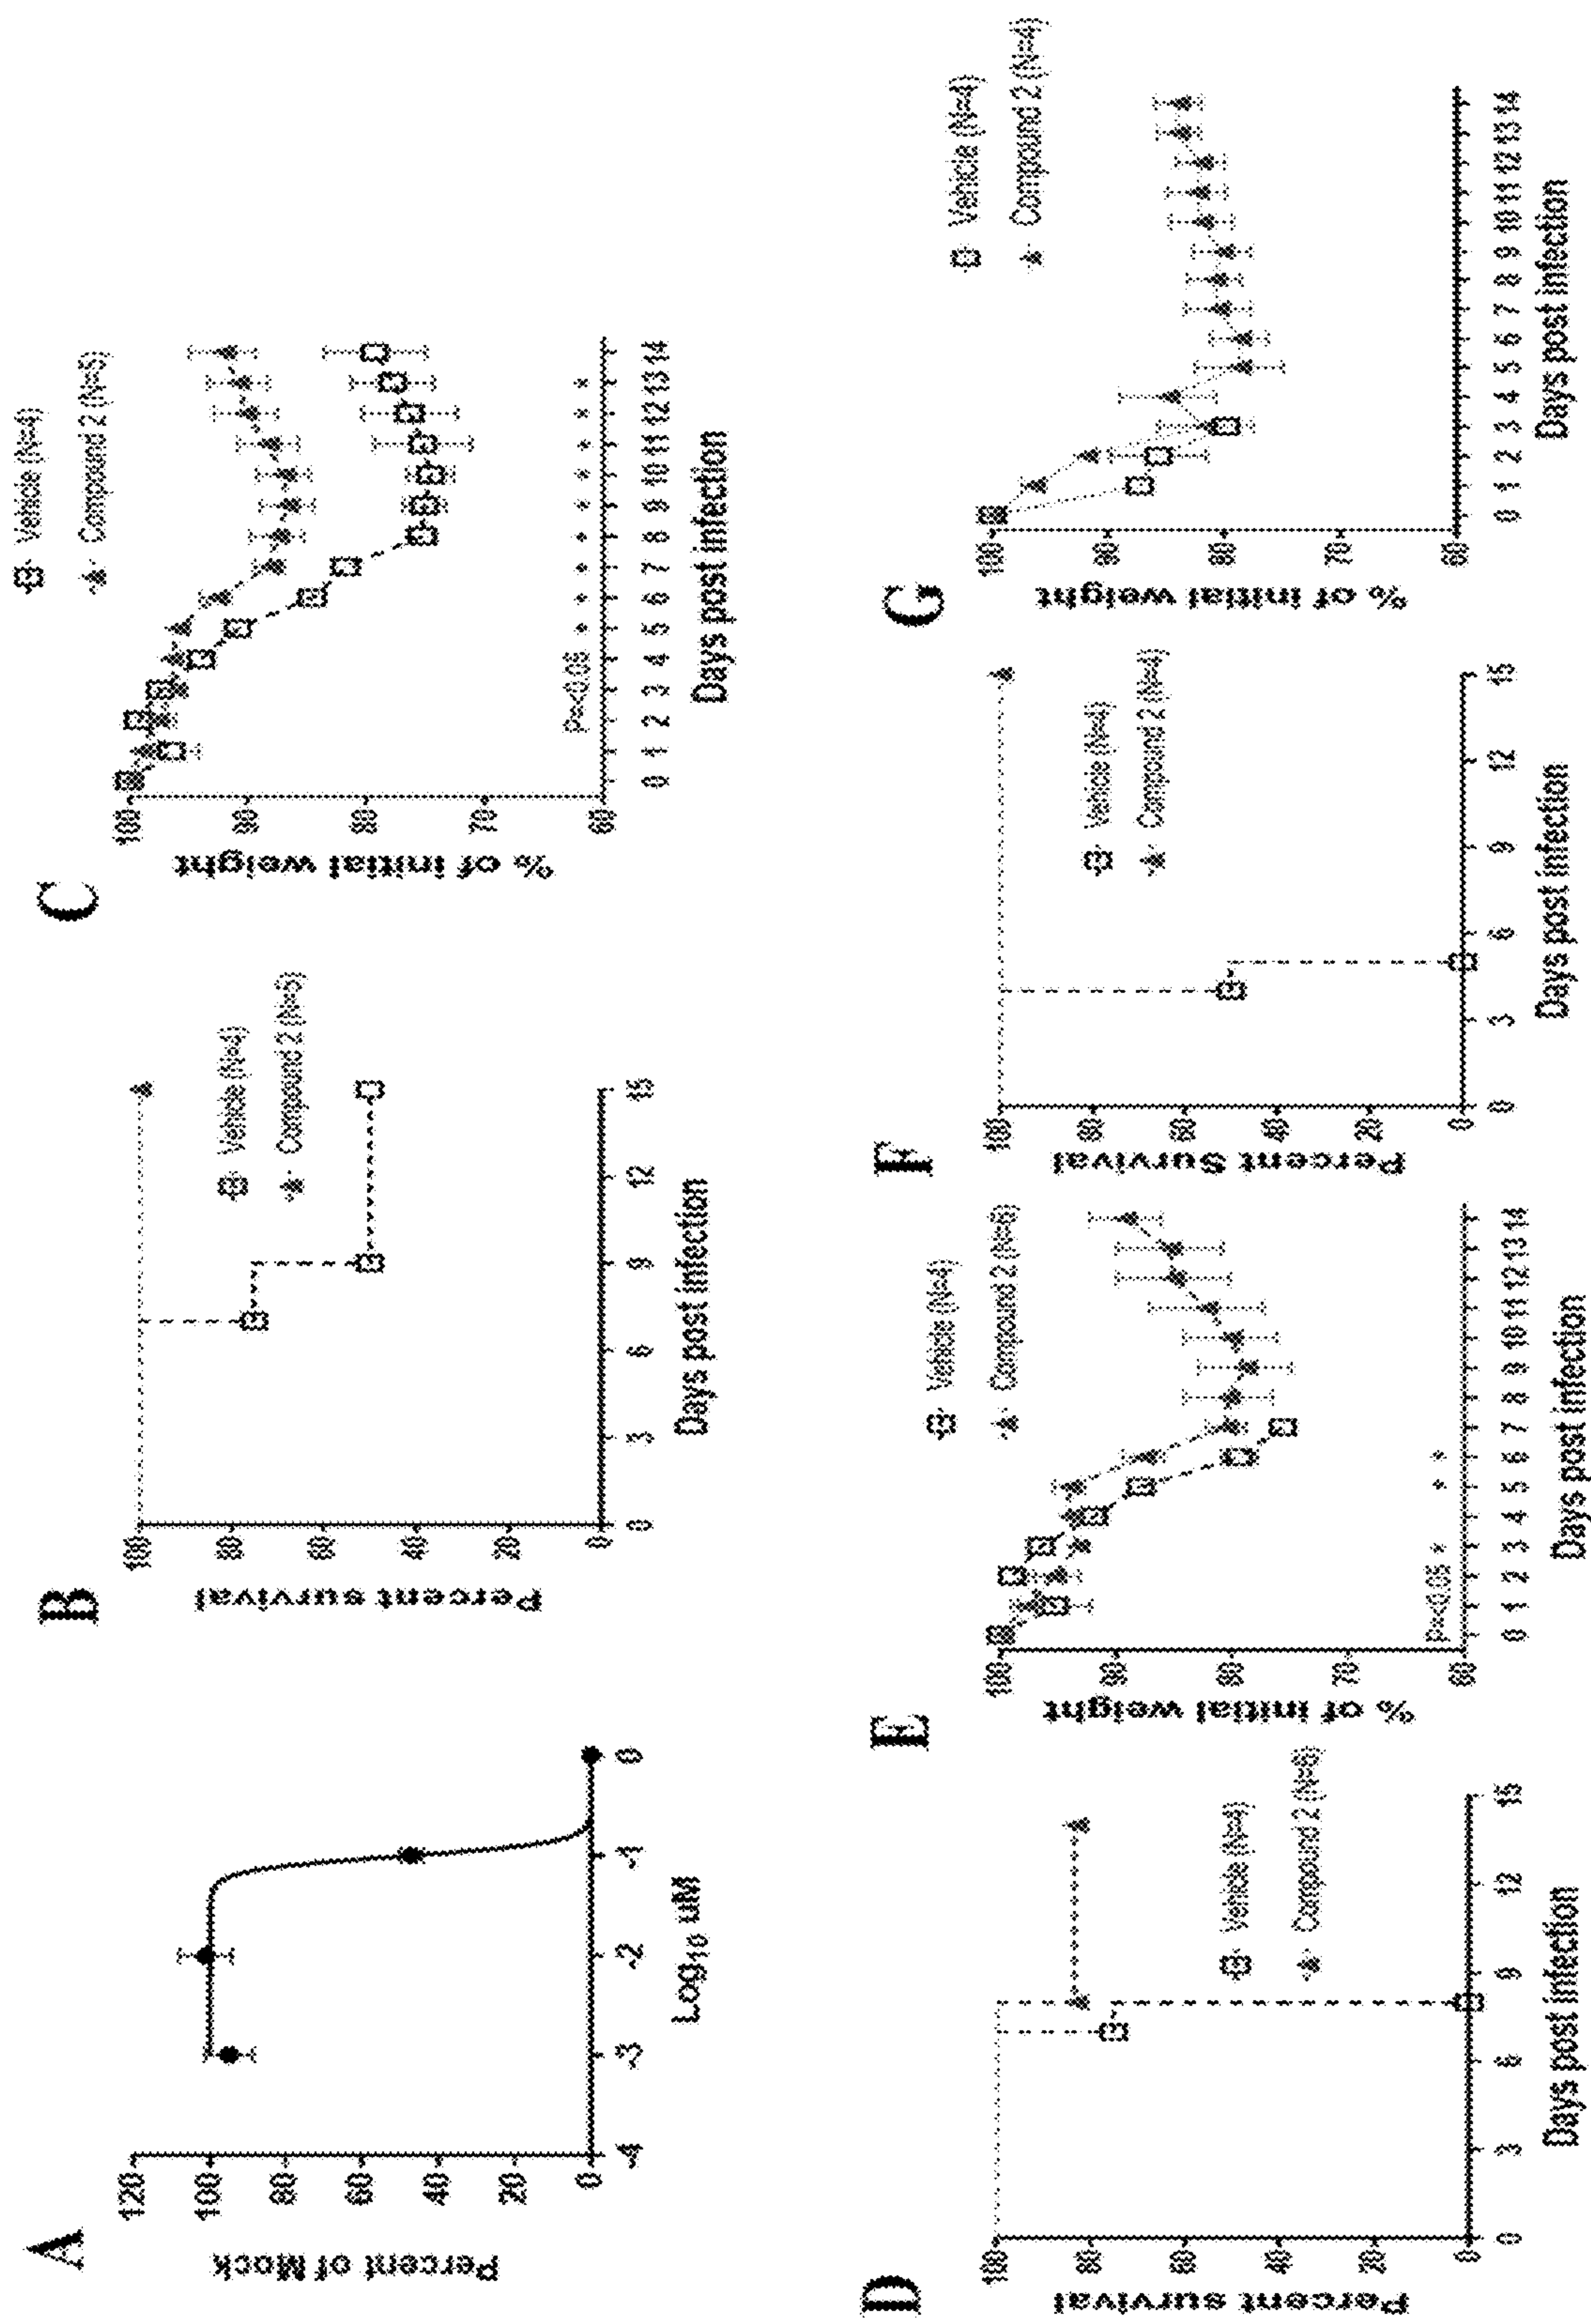 A
Percent of Mock
120
100
80
60
40
20
0
-4
-3
-2
-1
0
Log10 uM
B
Percent survival
100
80
60
40
20
0
0
3
6
9
12
15
Days post infection
Vehicle (N=4)
Compound 2 (N=5)
C
% of initial weight
100
90
80
70
60
0 1 2 3 4 5 6 7 8 9 10 11 12 13 14
Days post infection
Vehicle (N=4)
Compound 2 (N=5)
P=<0.05 * * * * * * * * *
D
Percent survival
100
80
60
40
20
0
0
3
6
9
12
15
Days post infection
Vehicle (N=4)
Compound 2 (N=6)
E
% of initial weight
100
90
80
70
60
0 1 2 3 4 5 6 7 8 9 10 11 12 13 14
Days post infection
Vehicle (N=4)
Compound 2 (N=6)
P=<0.05 * * *
F
Percent Survival
100
80
60
40
20
0
0
3
6
9
12
15
Days post infection
Vehicle (N=4)
Compound 2 (N=4)
G
% of initial weight
100
90
80
70
60
0 1 2 3 4 5 6 7 8 9 10 11 12 13 14
Days post infection
Vehicle (N=4)
Compound 2 (N=4)